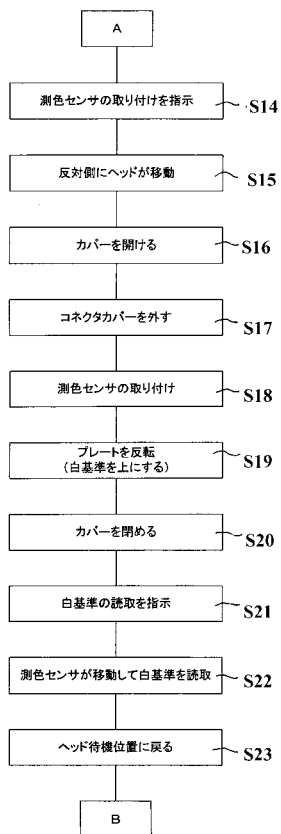 A
測色センサの取り付けを指示
S14
反対側にヘッドが移動
S15
カバーを開ける
S16
コネクタカバーを外す
S17
測色センサの取り付け
S18
プレートを反転
(白基準を上にする)
S19
カバーを閉める
S20
白基準の読取を指示
S21
測色センサが移動して白基準を読取
S22
ヘッド待機位置に戻る
S23
B